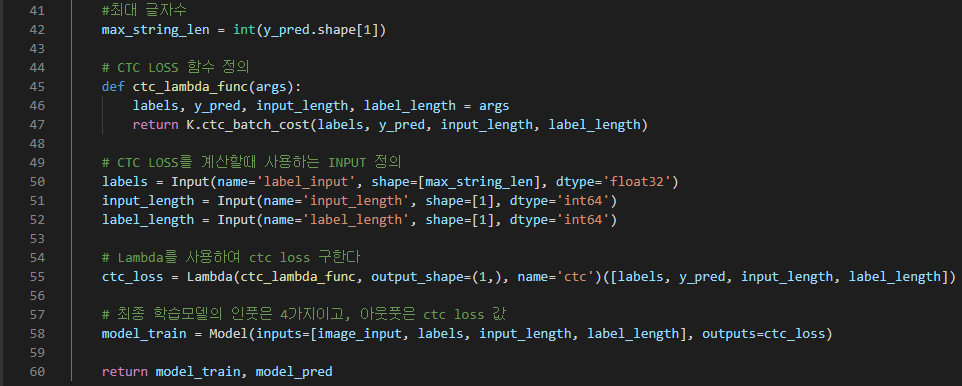 41 #최대 글자수
42 max_string_len = int(y_pred.shape[1])
43
44 # CTC LOSS 함수 정의
45 def ctc_lambda_func(args):
46 labels, y_pred, input_length, label_length = args
47 return K.ctc_batch_cost(labels, y_pred, input_length, label_length)
48
49 # CTC LOSS를 계산할때 사용하는 INPUT 정의
50 labels = Input(name='label_input', shape=[max_string_len], dtype='float32')
51 input_length = Input(name='input_length', shape=[1], dtype='int64')
52 label_length = Input(name='label_length', shape=[1], dtype='int64')
53
54 # Lambda를 사용하여 ctc loss 구한다
55 ctc_loss = Lambda(ctc_lambda_func, output_shape=(1,), name='ctc')([labels, y_pred, input_length, label_length])
56
57 # 최종 학습모델의 인풋은 4가지이고, 아웃풋은 ctc loss 값
58 model_train = Model(inputs=[image_input, labels, input_length, label_length], outputs=ctc_loss)
59
60 return model_train, model_pred